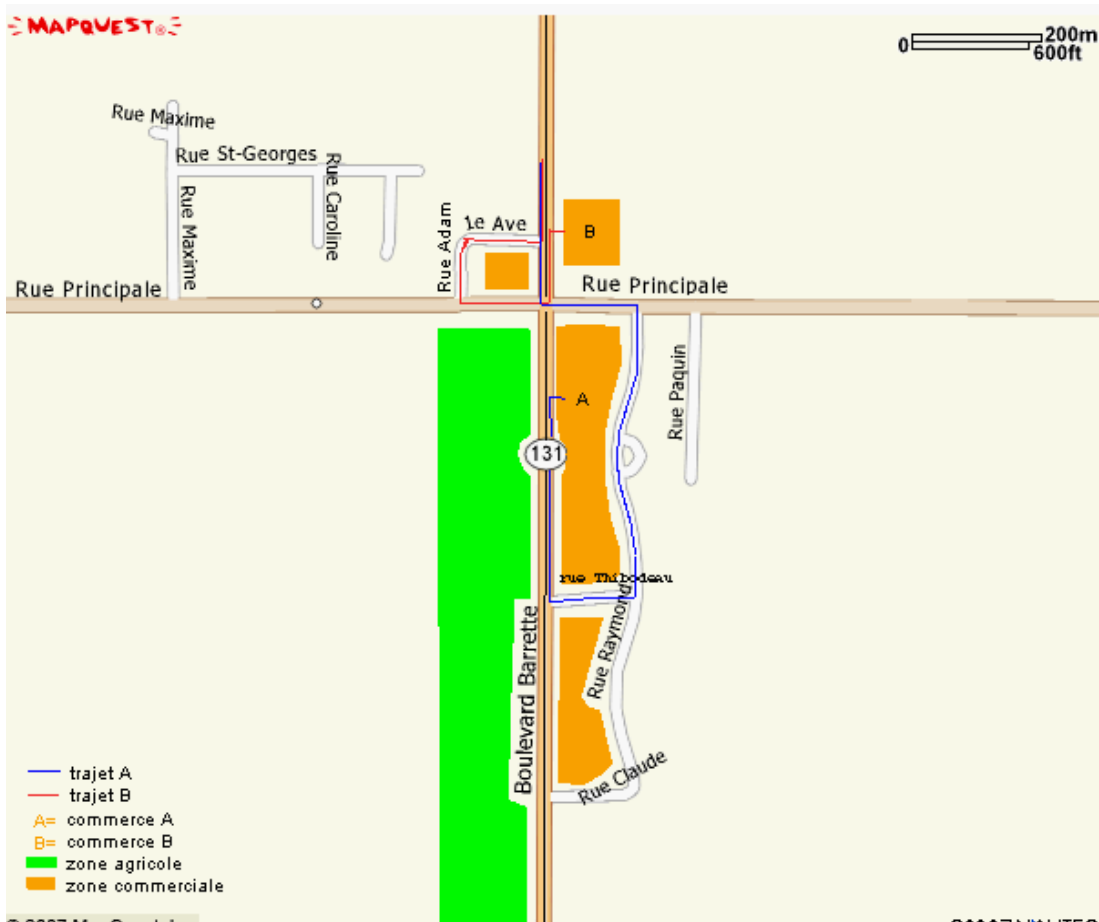 MAPQUEST®
0 200m
600ft
Rue Maxime
Rue St-Georges
Rue Caroline
Rue Maxime
Rue Adam
1e Ave
B
Rue Principale
Rue Principale
Rue Paquin
A
131
rue Thibodeau
Rue Raymond
Boulevard Barrette
Rue Claude
trajet A
trajet B
A= commerce A
B= commerce B
zone agricole
zone commerciale